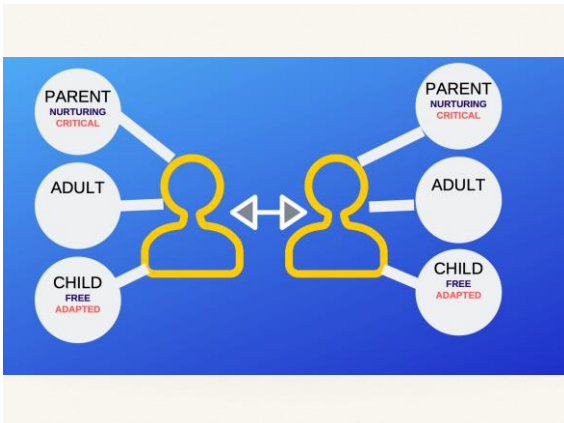 PARENT
NURTURING
CRITICAL
ADULT
CHILD
FREE
ADAPTED
PARENT
NURTURING
CRITICAL
ADULT
CHILD
FREE
ADAPTED